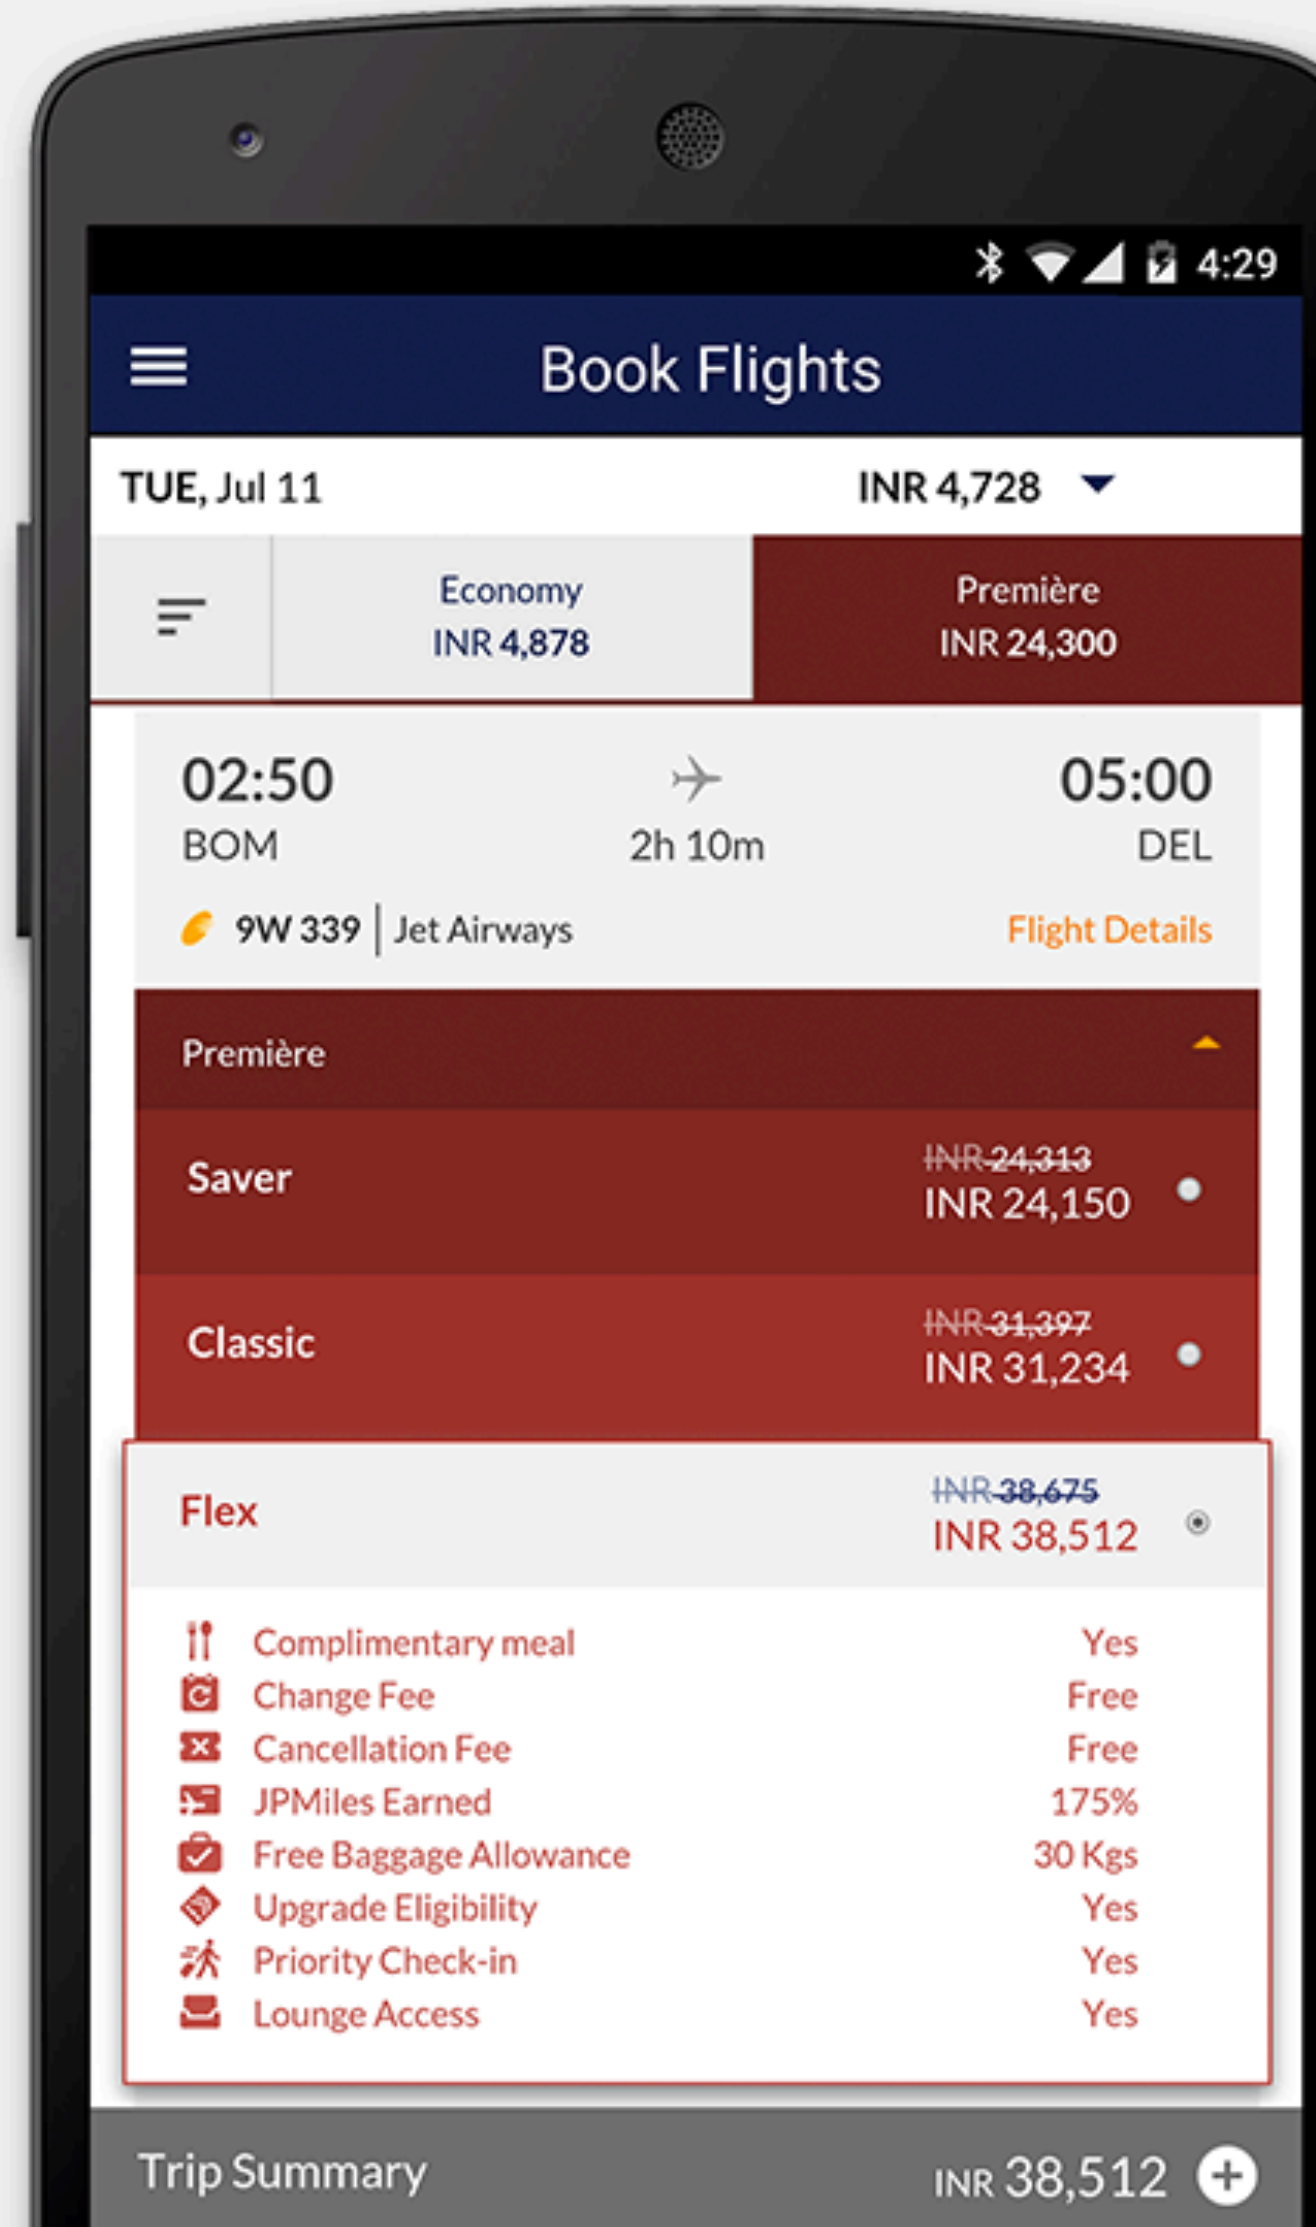 4:29
Book Flights
TUE, Jul 11 INR 4,728
Economy Première
INR 4,878 INR 24,300
02:50 05:00
BOM 2h 10m DEL
9W 339 | Jet Airways Flight Details
Première
INR 24,313
Saver INR 24,150
INR 31,397
Classic INR 31,234
INR 38,675
Flex INR 38,512
Complimentary meal Yes
Change Fee Free
Cancellation Fee Free
JPMiles Earned 175%
Free Baggage Allowance 30 Kgs
Upgrade Eligibility Yes
Priority Check-in Yes
Lounge Access Yes
Trip Summary INR 38,512